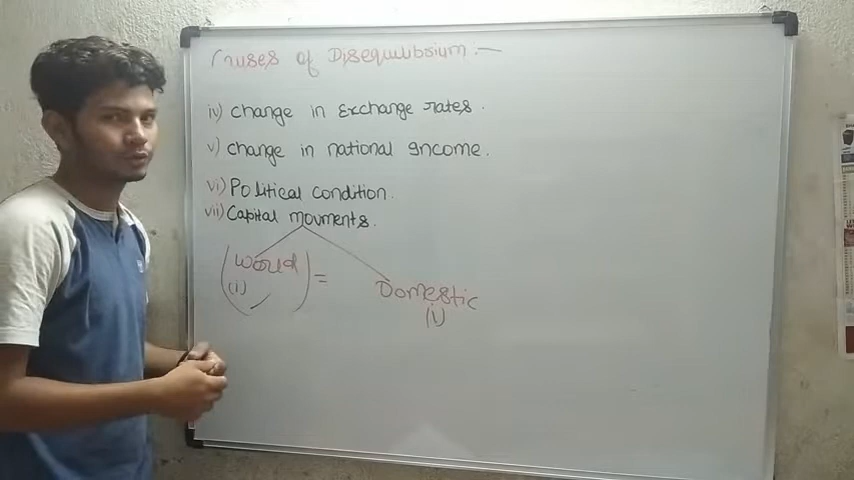 Causes of Disequilibrium :-
iv) change in Exchange rates.
v) change in national Income.
vi) Political condition.
vii) Capital movments.
World
(i)
=
Domestic
(i)